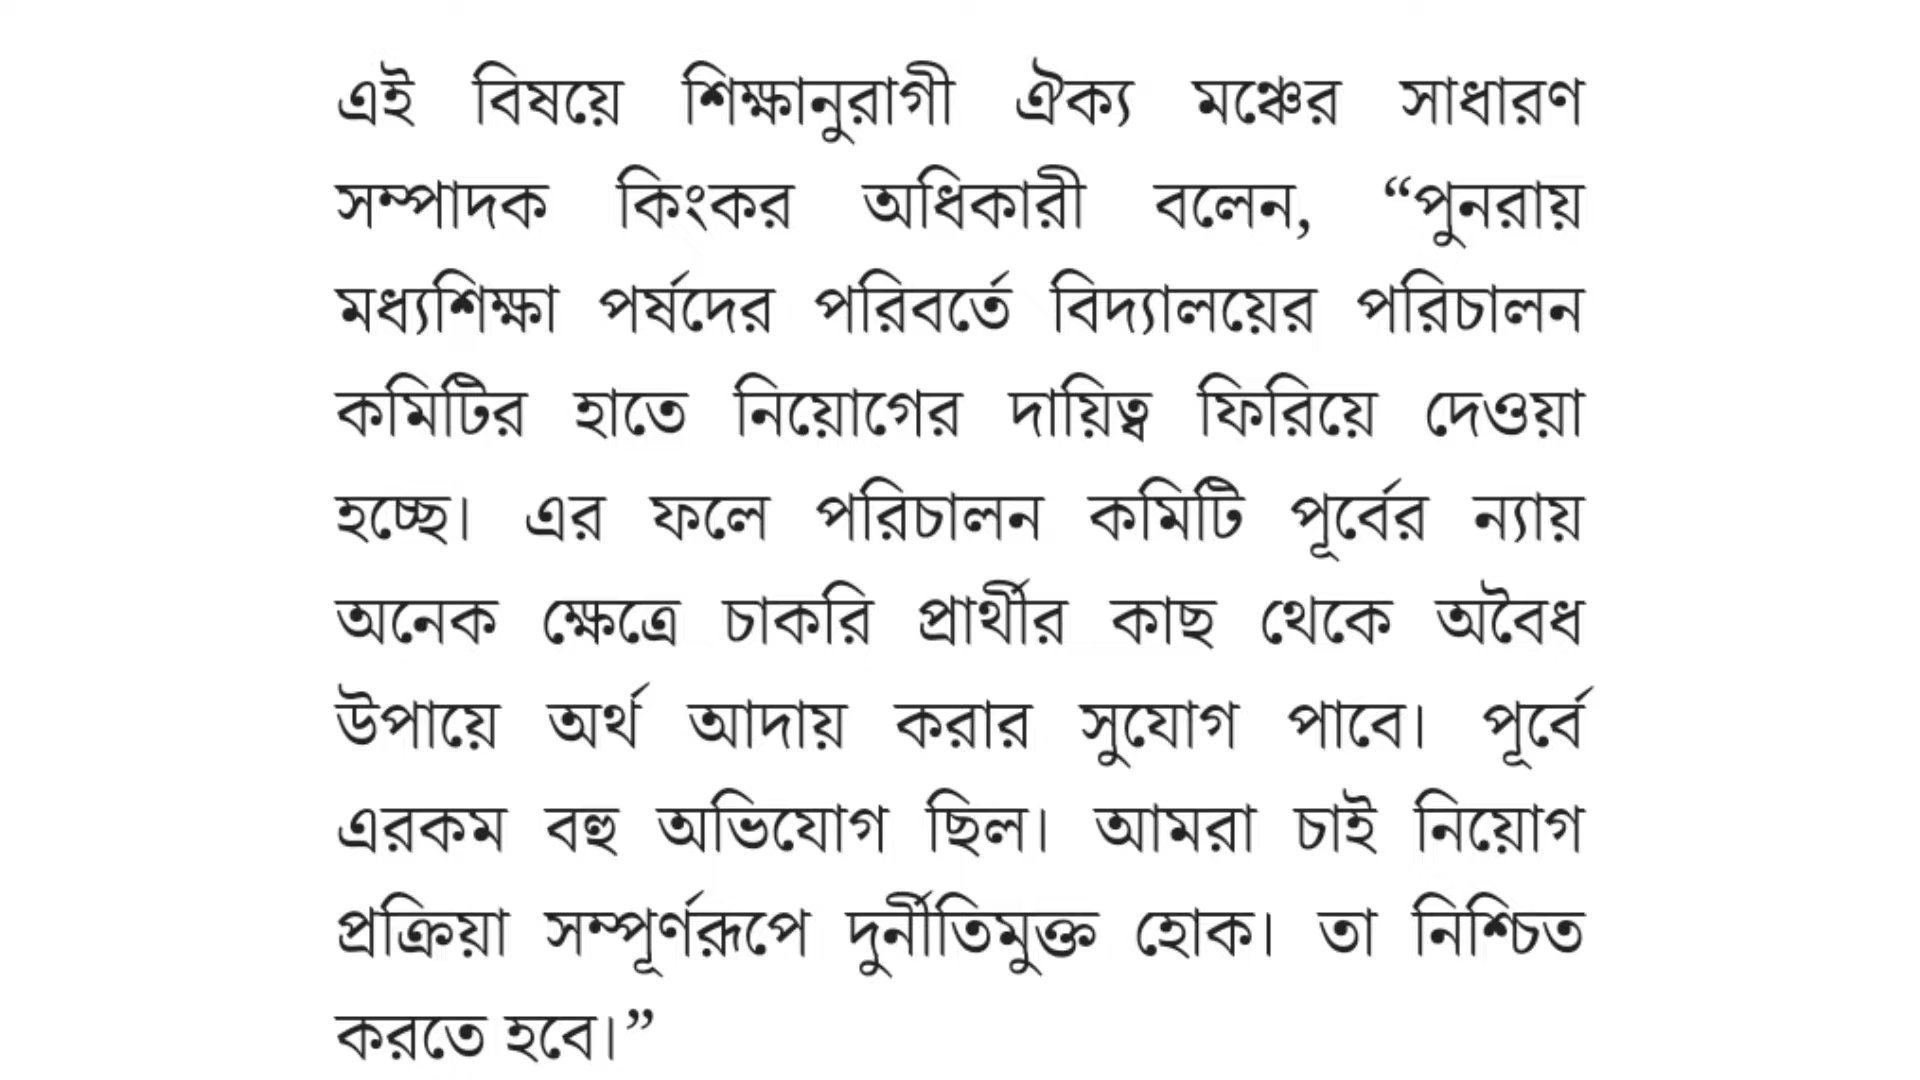 এই বিষয়ে শিক্ষানুরাগী ঐক্য মঞ্চের সাধারণ
সম্পাদক কিংকর অধিকারী বলেন, “পুনরায়
মধ্যশিক্ষা পর্ষদের পরিবর্তে বিদ্যালয়ের পরিচালন
কমিটির হাতে নিয়োগের দায়িত্ব ফিরিয়ে দেওয়া
হচ্ছে। এর ফলে পরিচালন কমিটি পূর্বের ন্যায়
অনেক ক্ষেত্রে চাকরি প্রার্থীর কাছ থেকে অবৈধ
উপায়ে অর্থ আদায় করার সুযোগ পাবে। পূর্বে
এরকম বহু অভিযোগ ছিল। আমরা চাই নিয়োগ
প্রক্রিয়া সম্পূর্ণরূপে দুর্নীতিমুক্ত হোক। তা নিশ্চিত
করতে হবে।”